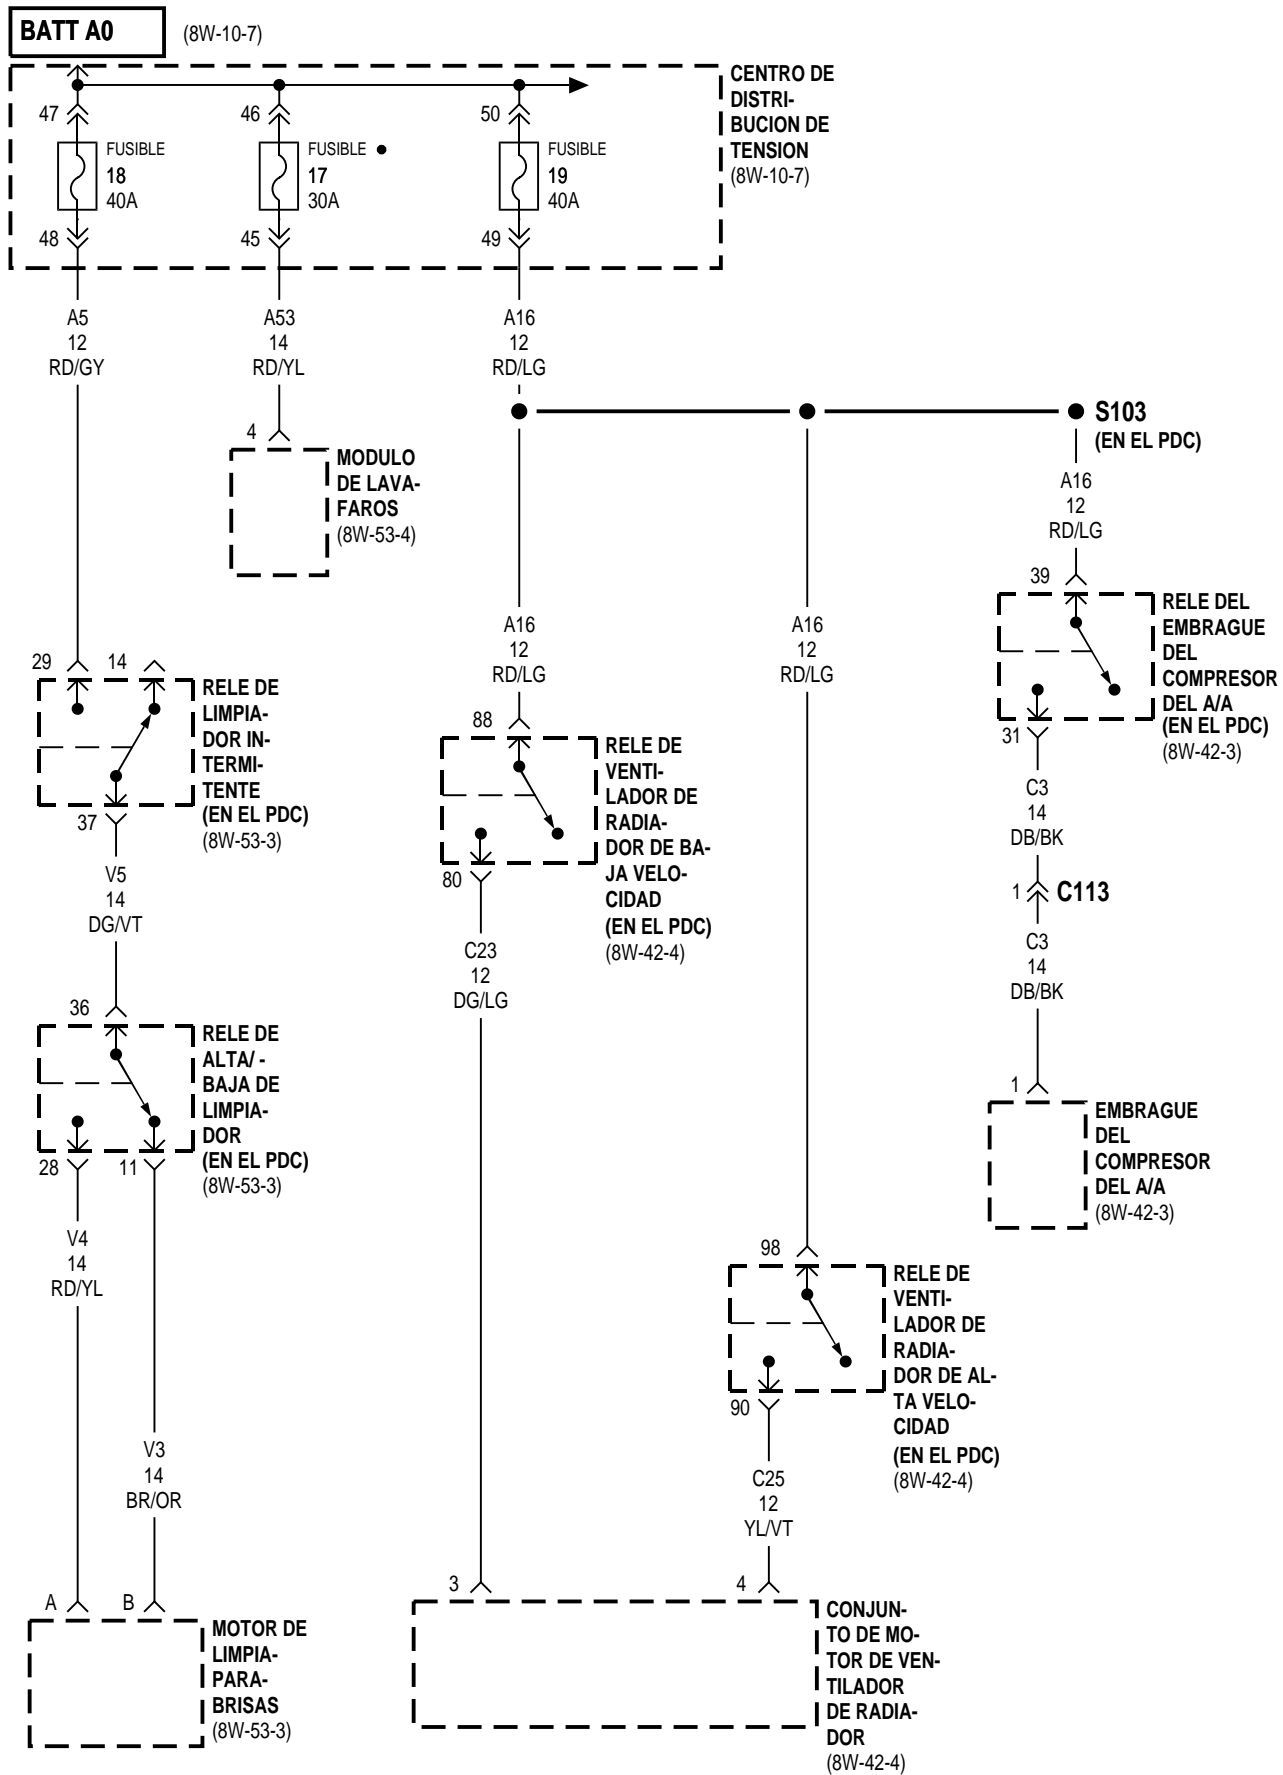 BATT A0
(8W-10-7)
CENTRO DE
DISTRI-
BUCION DE
TENSION
(8W-10-7)
47
46
50
FUSIBLE
18
40A
FUSIBLE
17
30A
FUSIBLE
19
40A
48
45
49
A5
12
RD/GY
A53
14
RD/YL
A16
12
RD/LG
S103
(EN EL PDC)
4
MODULO
DE LAVA-
FAROS
(8W-53-4)
A16
12
RD/LG
39
RELE DEL
EMBRAGUE
DEL
COMPRESOR
DEL A/A
(EN EL PDC)
(8W-42-3)
31
A16
12
RD/LG
A16
12
RD/LG
29
14
RELE DE
LIMPIA-
DOR IN-
TERMI-
TENTE
(EN EL PDC)
(8W-53-3)
37
88
RELE DE
VENTI-
LADOR DE
RADIA-
DOR DE BA-
JA VELO-
CIDAD
(EN EL PDC)
(8W-42-4)
80
C3
14
DB/BK
1
C113
C3
14
DB/BK
V5
14
DG/VT
C23
12
DG/LG
36
RELE DE
ALTA/ -
BAJA DE
LIMPIA-
DOR
(EN EL PDC)
(8W-53-3)
28
11
1
EMBRAGUE
DEL
COMPRESOR
DEL A/A
(8W-42-3)
V4
14
RD/YL
98
RELE DE
VENTI-
LADOR DE
RADIA-
DOR DE AL-
TA VELO-
CIDAD
(EN EL PDC)
(8W-42-4)
90
V3
14
BR/OR
C25
12
YL/VT
A
B
3
4
MOTOR DE
LIMPIA-
PARA-
BRISAS
(8W-53-3)
CONJUN-
TO DE MO-
TOR DE VEN-
TILADOR
DE RADIA-
DOR
(8W-42-4)